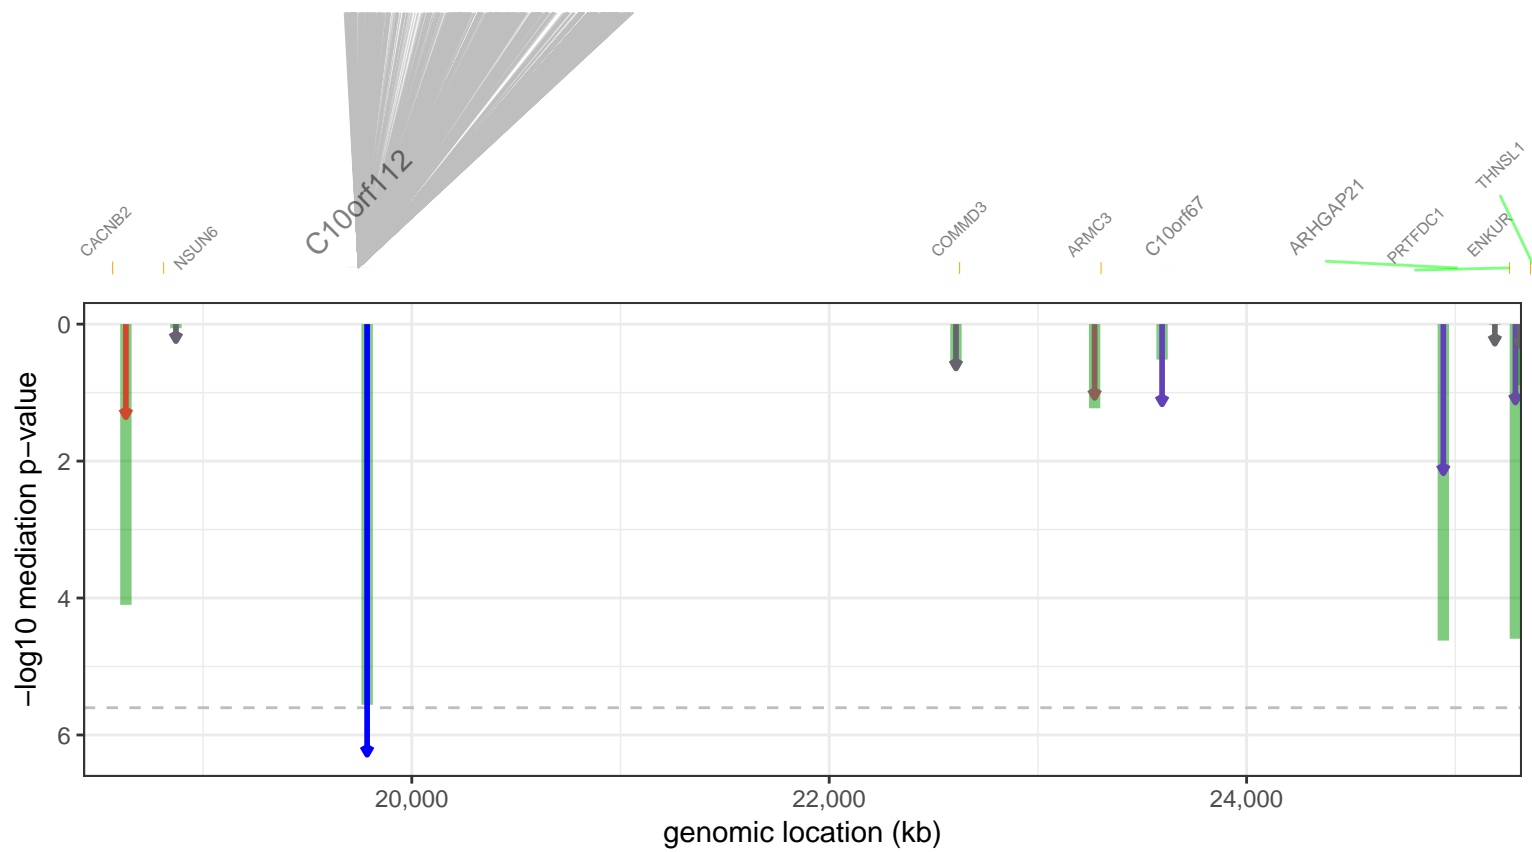 THNSL1
C10orf112
CACNB2
NSUN6
COMMD3
ARMC3
C10orf67
ARHGAP21
PRTFDC1
ENKUR
0
2
4
6
−log10 mediation p−value
20,000
22,000
24,000
genomic location (kb)